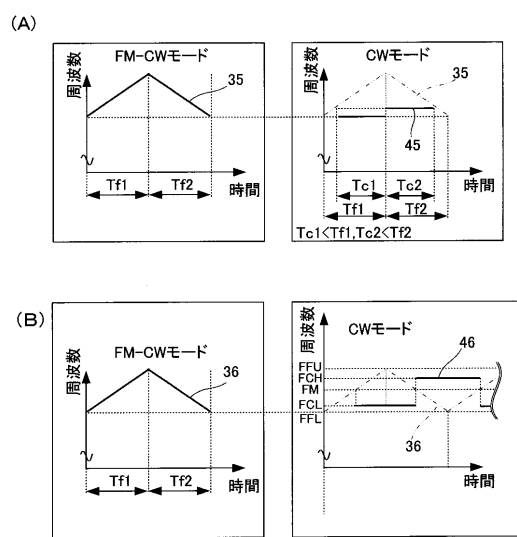 (A)
FM-CWモード
周波数
35
Tf1
Tf2
時間
CWモード
周波数
35
45
Tc1
Tc2
時間
Tf1
Tf2
Tc1<Tf1,Tc2<Tf2
(B)
FM-CWモード
周波数
36
Tf1
Tf2
時間
CWモード
周波数
46
FFU
FCH
FM
FCL
FFL
36
時間